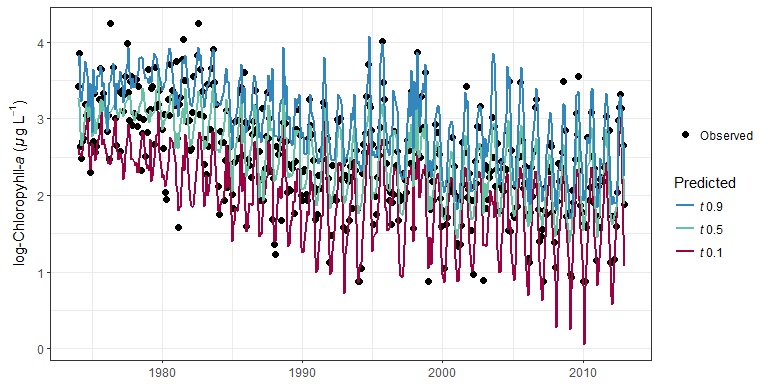 log-Chloropyhll-a (μg L⁻¹)
4
3
2
1
0
1980
1990
2000
2010
Observed
Predicted
t 0.9
t 0.5
t 0.1